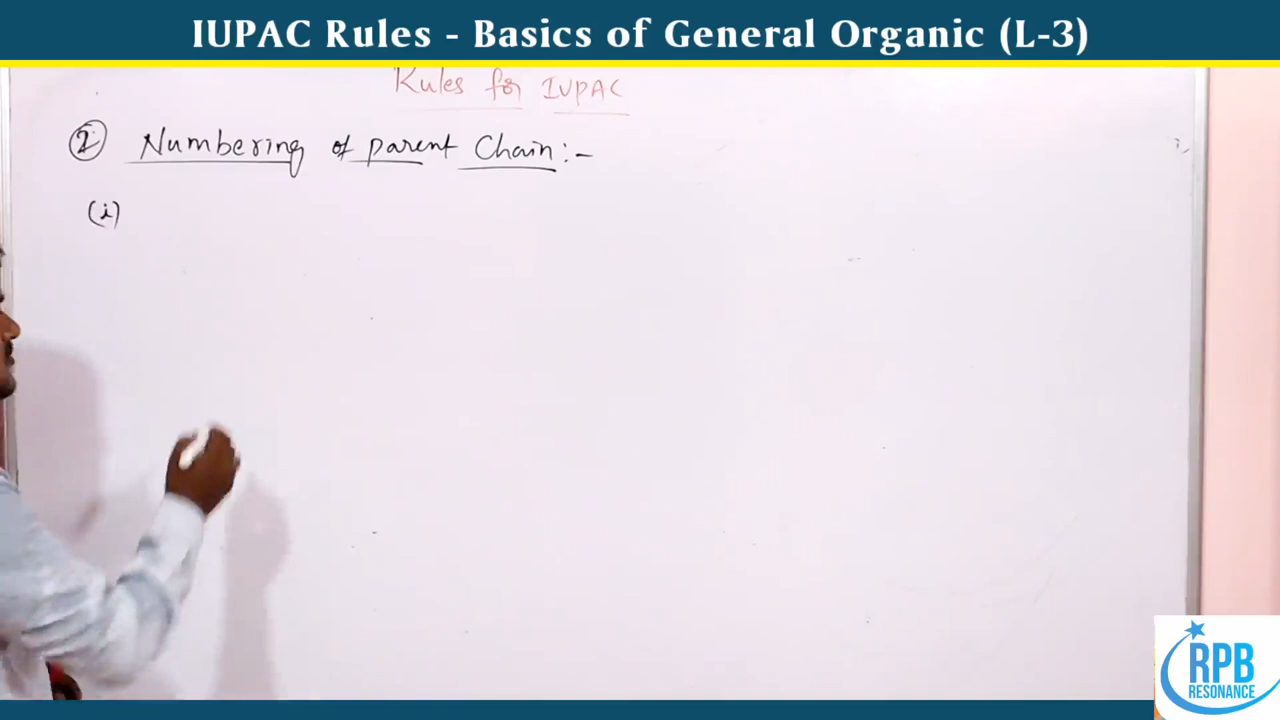 IUPAC Rules - Basics of General Organic (L-3)
Rules for IUPAC
2 Numbering of parent Chain:-
(i)
RPB
RESONANCE